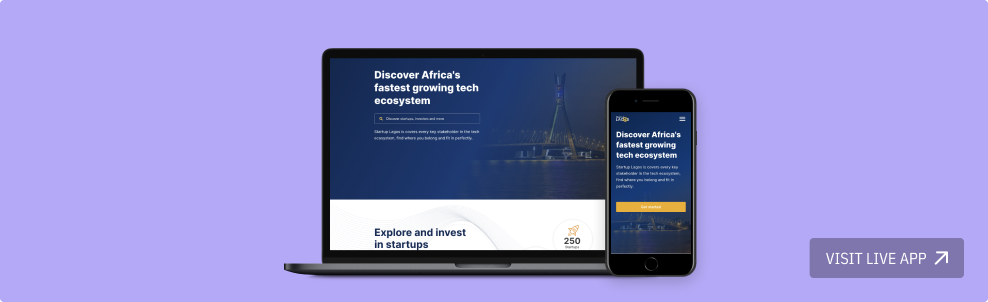 Discover Africa's
fastest growing tech
ecosystem
Discover startups, investors and more
Startup Lagos is covers every key stakeholder in the tech
ecosystem. find where you belong and fit in perfectly.
Explore and invest
in startups
250
Startups
Discover Africa's
fastest growing
tech ecosystem
Startup Lagos is covers every key
stakeholder in the tech ecosystem.
find where you belong and fit in
perfectly.
Get started
VISIT LIVE APP